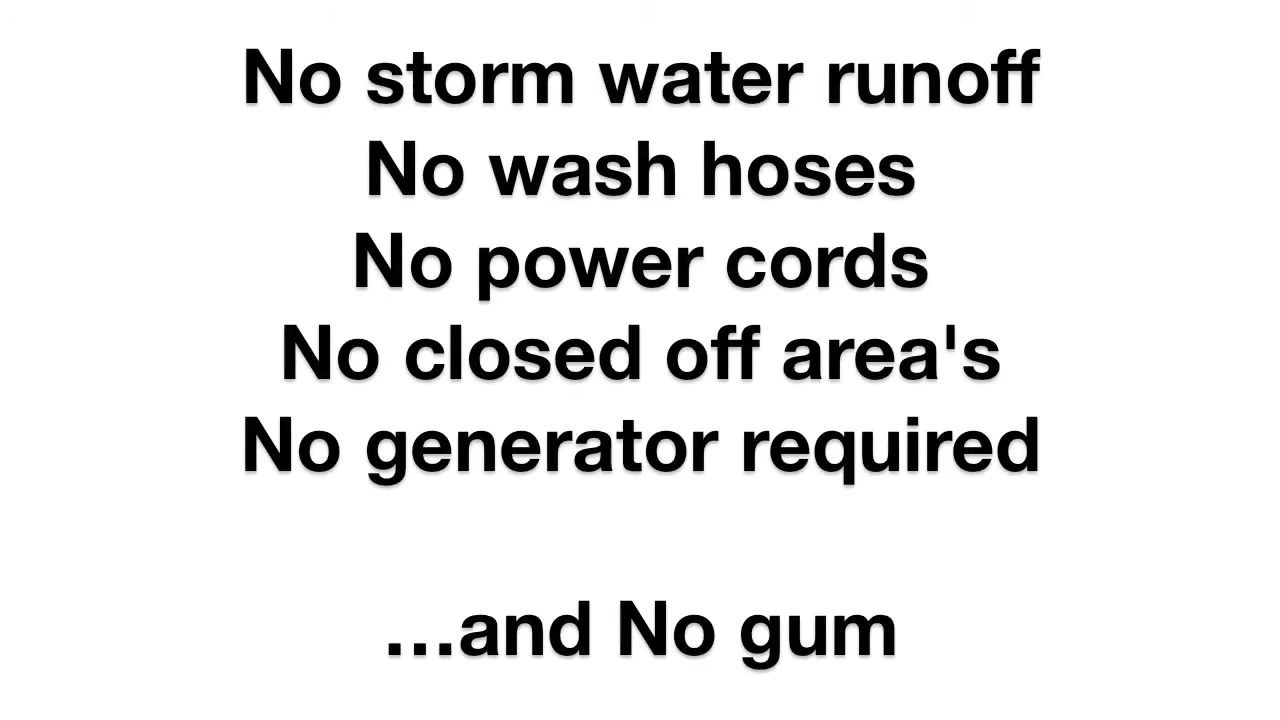 No storm water runoff
No wash hoses
No power cords
No closed off area's
No generator required
...and No gum